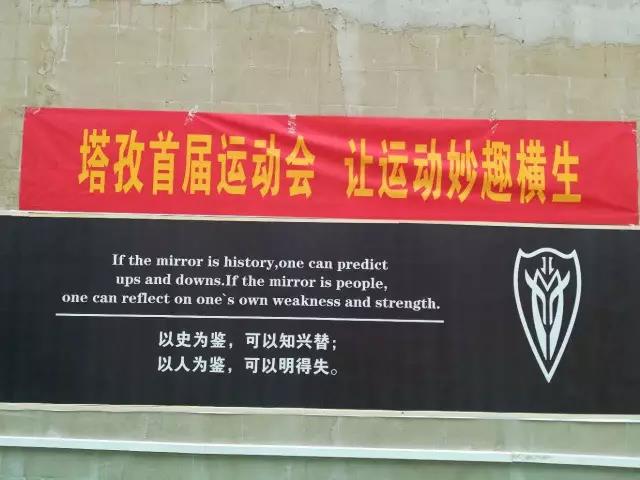 塔孜首届运动会 让运动妙趣横生
If the mirror is history,one can predict
ups and downs.If the mirror is people,
one can reflect on one`s own weakness and strength.
以史为鉴，可以知兴替；
以人为鉴，可以明得失。